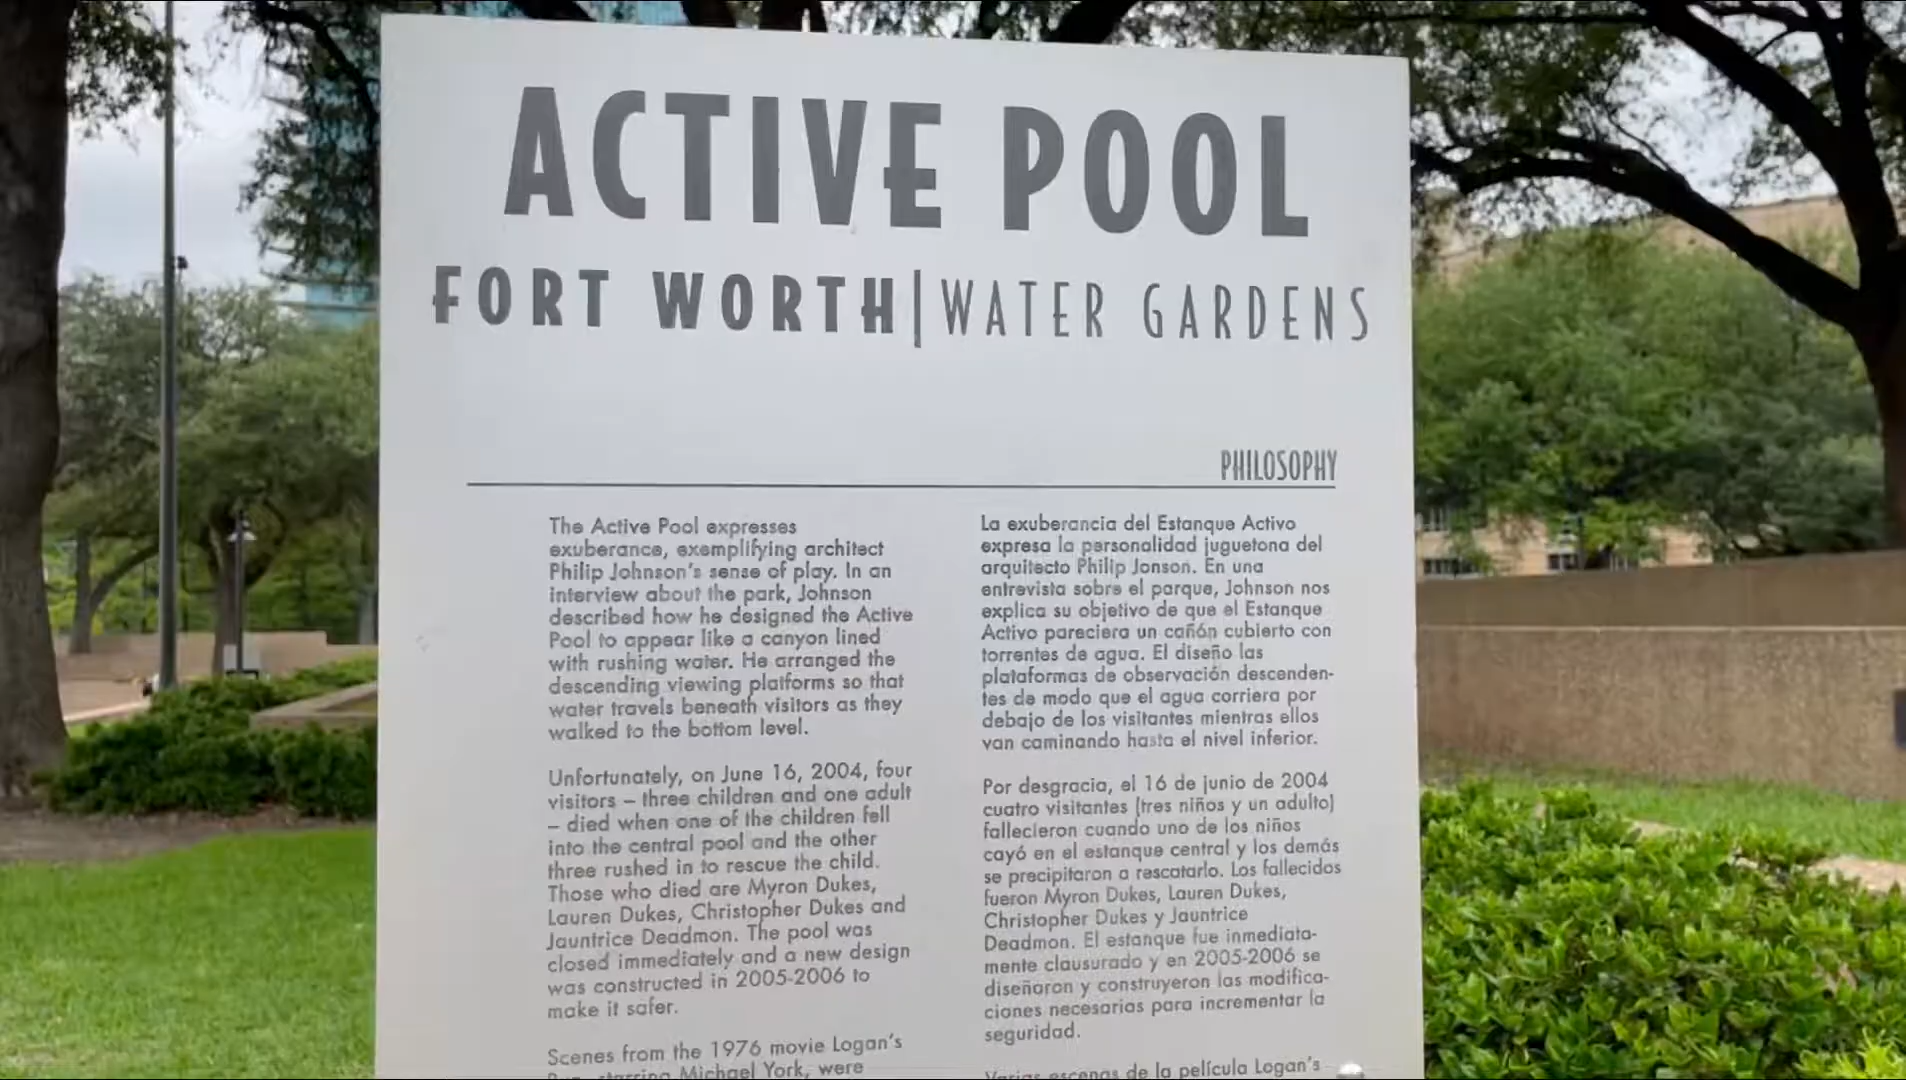 ACTIVE POOL
FORT WORTH|WATER GARDENS
PHILOSOPHY
The Active Pool expresses
exuberance, exemplifying architect
Philip Johnson's sense of play. In an
interview about the park, Johnson
described how he designed the Active
Pool to appear like a canyon lined
with rushing water. He arranged the
descending viewing platforms so that
water travels beneath visitors as they
walked to the bottom level.
Unfortunately, on June 16, 2004, four
visitors – three children and one adult
– died when one of the children fell
into the central pool and the other
three rushed in to rescue the child.
Those who died are Myron Dukes,
Lauren Dukes, Christopher Dukes and
Jauntrice Deadmon. The pool was
closed immediately and a new design
was constructed in 2005-2006 to
make it safer.
Scenes from the 1976 movie Logan's
starring Michael York, were
La exuberancia del Estanque Activo
expresa la personalidad juguetona del
arquitecto Philip Jonson. En una
entrevista sobre el parque, Johnson nos
explica su objetivo de que el Estanque
Activo pareciera un cañón cubierto con
torrentes de agua. El diseño las
plataformas de observación descenden-
tes de modo que el agua corriera por
debajo de los visitantes mientras ellos
van caminando hasta el nivel inferior.
Por desgracia, el 16 de junio de 2004
cuatro visitantes (tres niños y un adulto)
fallecieron cuando uno de los niños
cayó en el estanque central y los demás
se precipitaron a rescatarlo. Los fallecidos
fueron Myron Dukes, Lauren Dukes,
Christopher Dukes y Jauntrice
Deadmon. El estanque fue inmediata-
mente clausurado y en 2005-2006 se
diseñaron y construyeron las modifica-
ciones necesarias para incrementar la
seguridad.
Varias escenas de la película Logan's